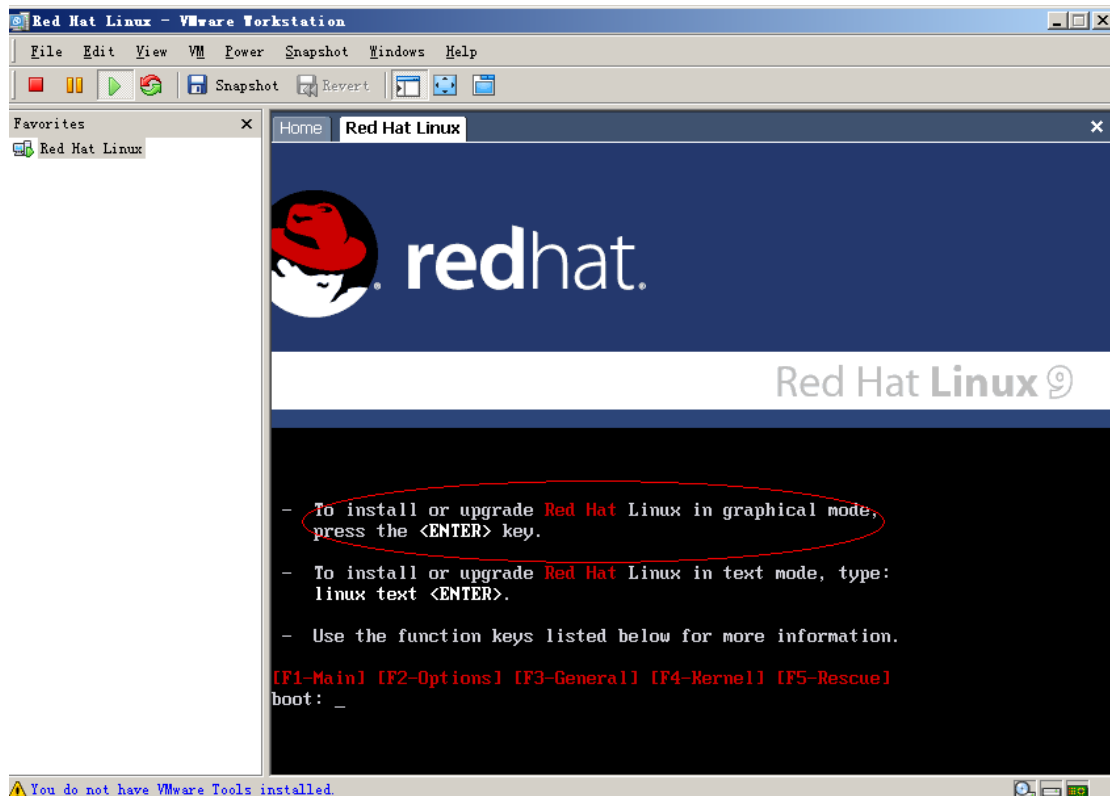 Red Hat Linux - VMware Workstation
File Edit View VM Power Snapshot Windows Help
Snapshot Revert
Favorites
Red Hat Linux
Home Red Hat Linux
redhat.
Red Hat Linux 9
- To install or upgrade Red Hat Linux in graphical mode,
press the <ENTER> key.
- To install or upgrade Red Hat Linux in text mode, type:
linux text <ENTER>.
- Use the function keys listed below for more information.
[F1-Main] [F2-Options] [F3-General] [F4-Kernel] [F5-Rescue]
boot: _
You do not have VMware Tools installed.